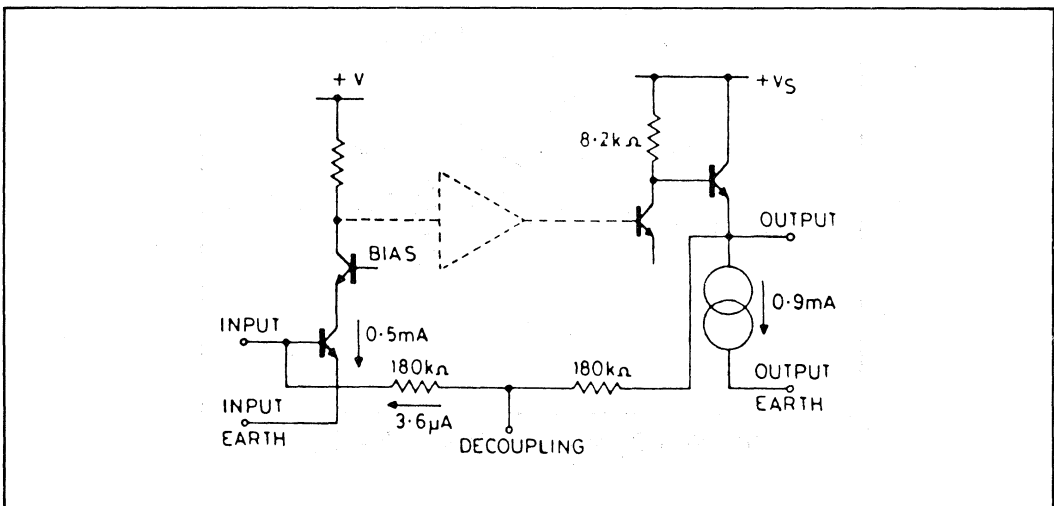 + V
+VS
8·2kΩ
OUTPUT
BIAS
0·9mA
INPUT
0·5mA
180kΩ
180kΩ
OUTPUT
EARTH
INPUT
EARTH
3·6µA
DECOUPLING